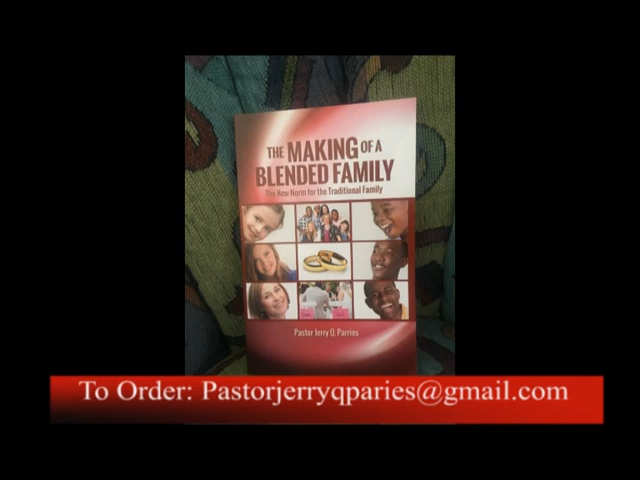 THE MAKING OF A
BLENDED FAMILY
The New Norm for the Traditional Family
Pastor Jerry Q. Parries
To Order: Pastorjerryqparies@gmail.com